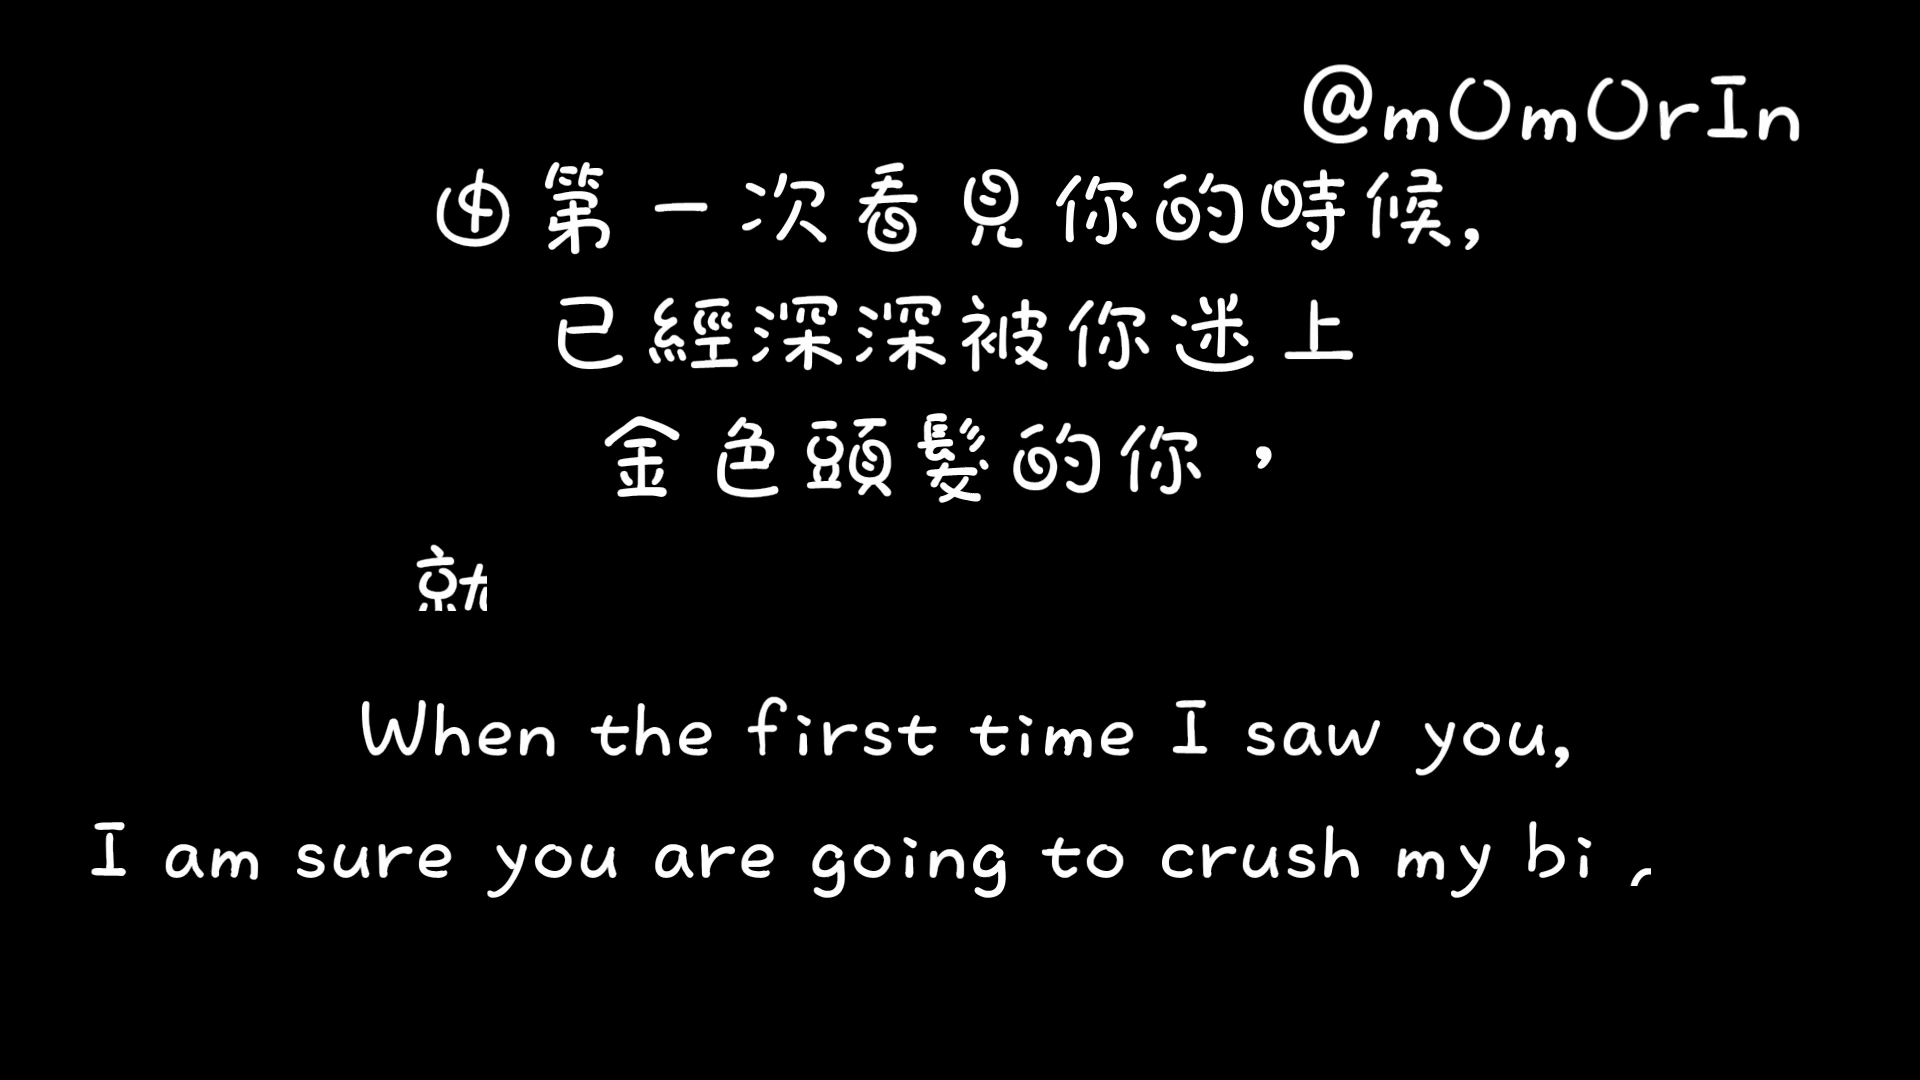 @mOmOrIn
由第一次看見你的時候,
已經深深被你迷上
金色頭髮的你，
就
When the first time I saw you,
I am sure you are going to crush my bi